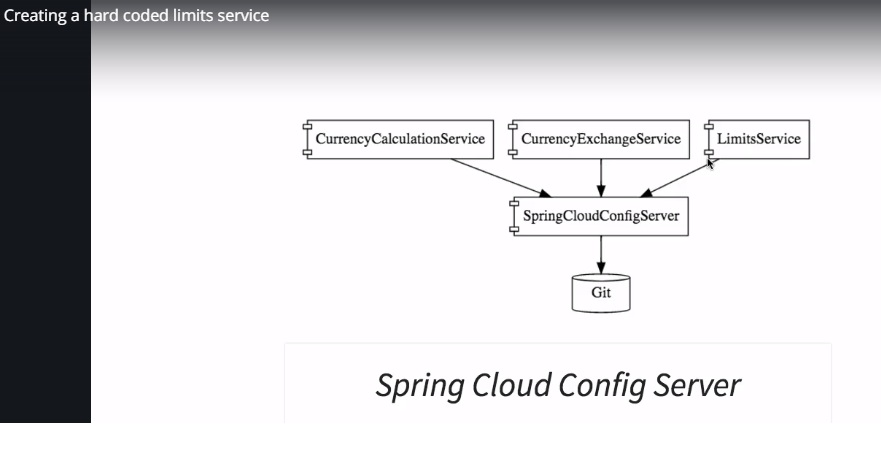 Creating a hard coded limits service
CurrencyCalculationService
CurrencyExchangeService
LimitsService
SpringCloudConfigServer
Git
Spring Cloud Config Server